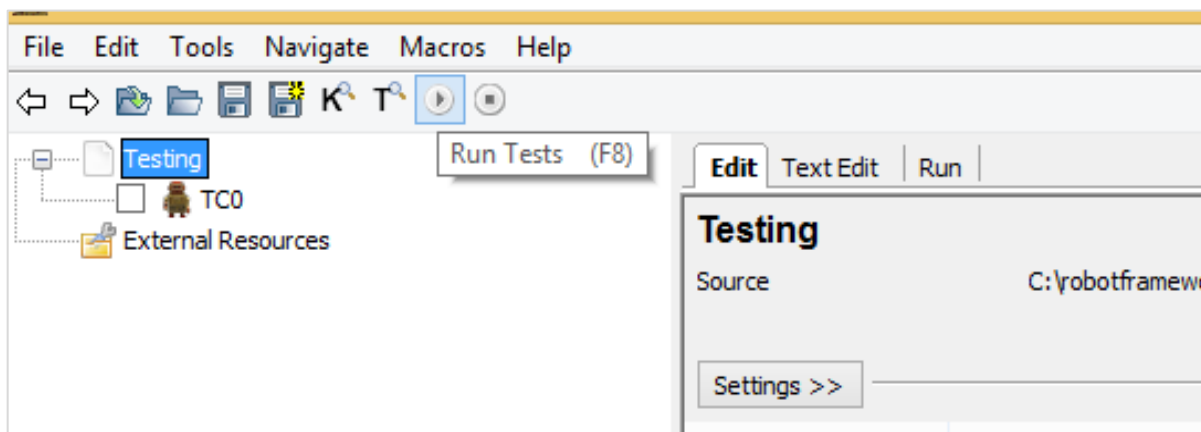 File Edit Tools Navigate Macros Help
K T
Testing
Run Tests (F8)
Edit Text Edit Run
TC0
External Resources
Testing
Source C:\robotframew
Settings >>